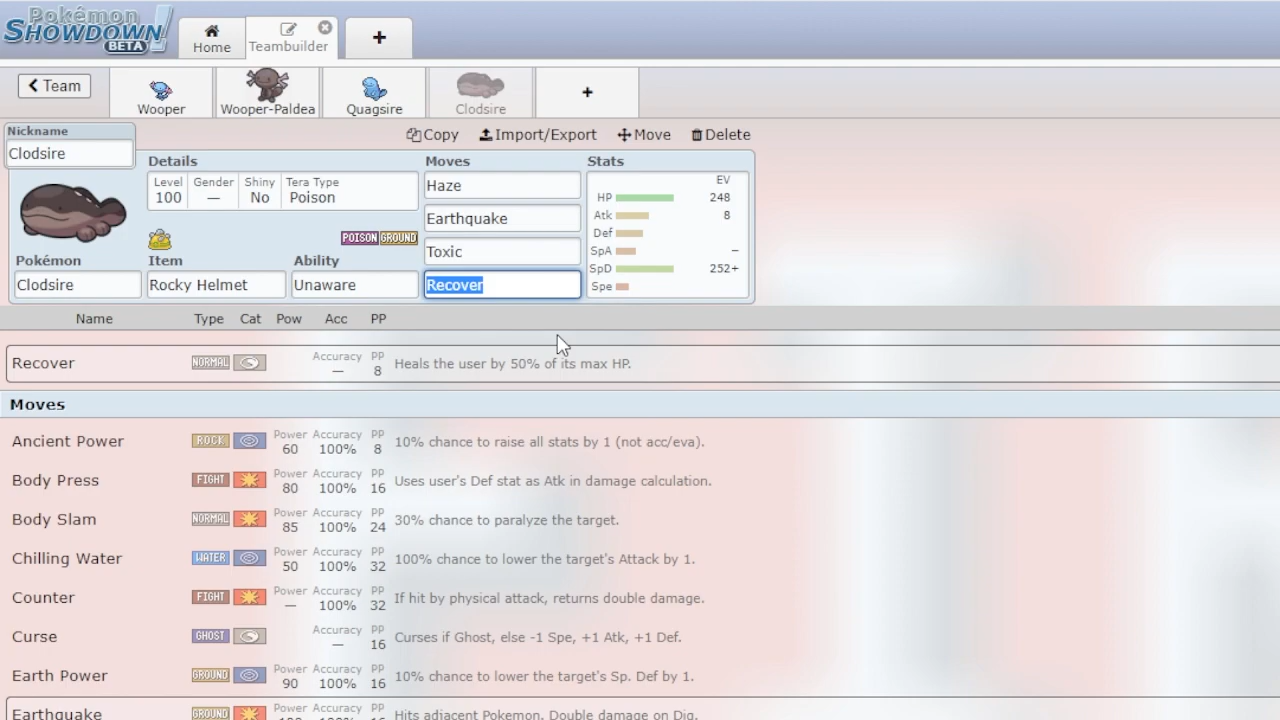 Pokémon
SHOWDOWN!
BETA
Home
Teambuilder
+
Team
Wooper
Wooper-Paldea
Quagsire
Clodsire
+
Nickname
Clodsire
Copy Import/Export Move Delete
Details
Level Gender Shiny Tera Type
100 — No Poison
POISON GROUND
Pokémon Item Ability
Clodsire Rocky Helmet Unaware
Moves
Haze
Earthquake
Toxic
Recover
Stats
EV
HP 248
Atk 8
Def
SpA –
SpD 252+
Spe
Name Type Cat Pow Acc PP
Recover NORMAL Accuracy — PP 8 Heals the user by 50% of its max HP.
Moves
Ancient Power ROCK Power 60 Accuracy 100% PP 8 10% chance to raise all stats by 1 (not acc/eva).
Body Press FIGHT Power 80 Accuracy 100% PP 16 Uses user's Def stat as Atk in damage calculation.
Body Slam NORMAL Power 85 Accuracy 100% PP 24 30% chance to paralyze the target.
Chilling Water WATER Power 50 Accuracy 100% PP 32 100% chance to lower the target's Attack by 1.
Counter FIGHT Power — Accuracy 100% PP 32 If hit by physical attack, returns double damage.
Curse GHOST Accuracy — PP 16 Curses if Ghost, else -1 Spe, +1 Atk, +1 Def.
Earth Power GROUND Power 90 Accuracy 100% PP 16 10% chance to lower the target's Sp. Def by 1.
Earthquake GROUND Power Accuracy PP Hits adjacent Pokemon. Double damage on Dig.